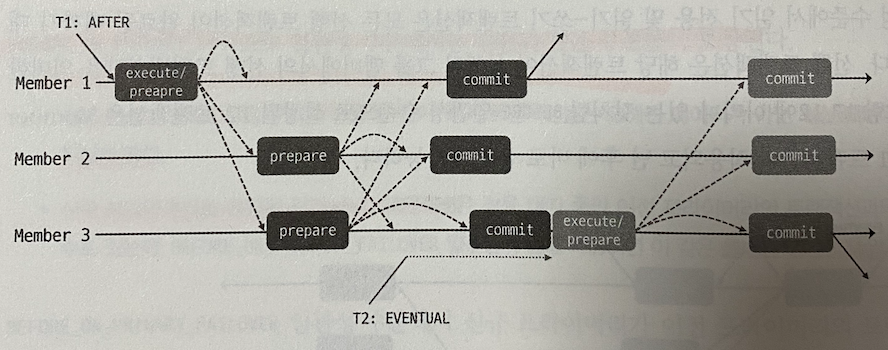 T1: AFTER
Member 1
execute/
preapre
commit
commit
Member 2
prepare
commit
commit
Member 3
prepare
commit
execute/
prepare
commit
T2: EVENTUAL